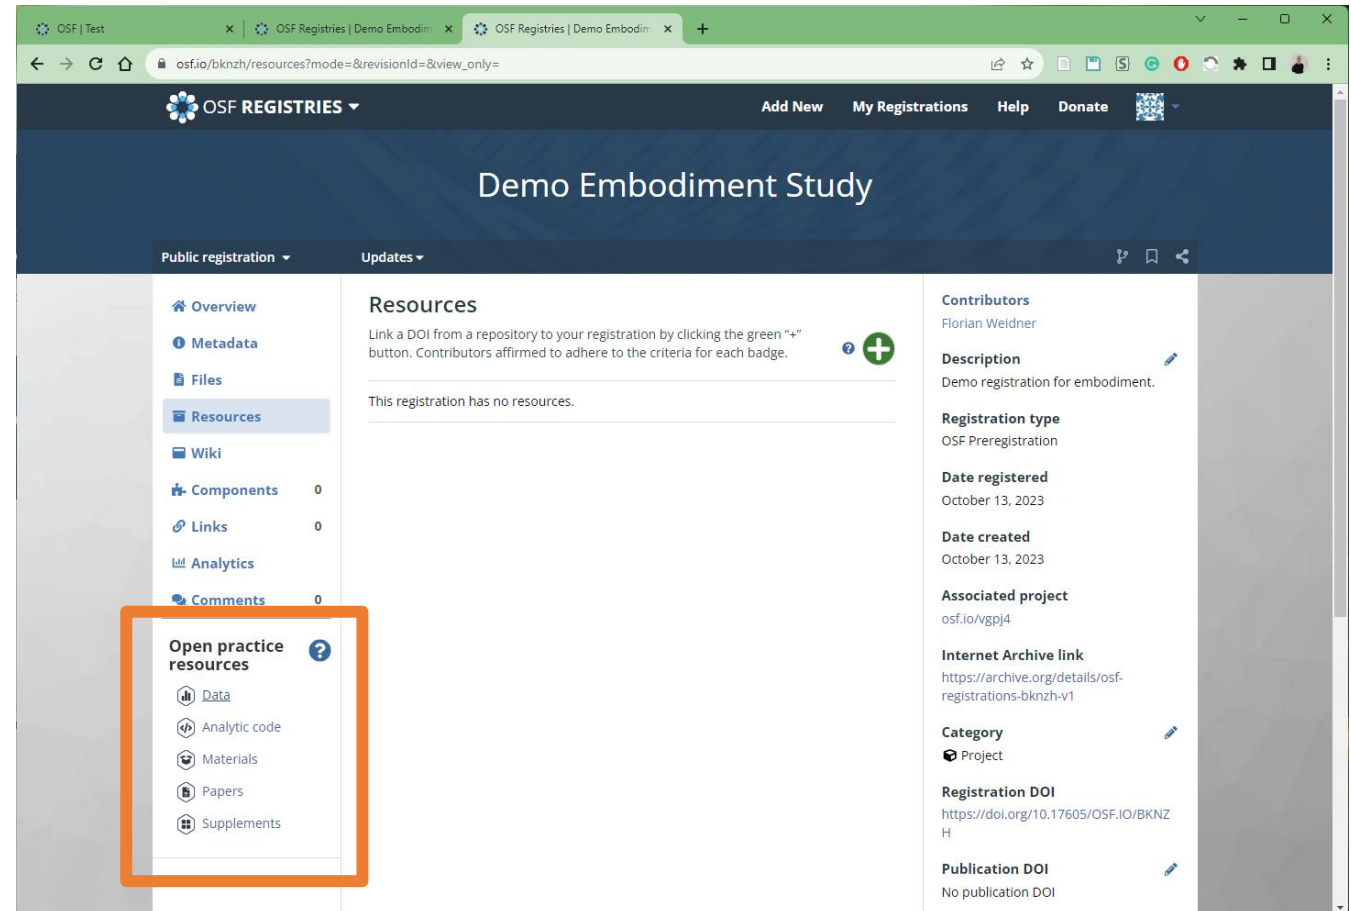 OSF | Test
OSF Registries | Demo Embodim
OSF Registries | Demo Embodim
osf.io/bknzh/resources?mode=&revisionId=&view_only=
OSF REGISTRIES
Add New
My Registrations
Help
Donate
Demo Embodiment Study
Public registration
Updates
Overview
Metadata
Files
Resources
Wiki
Components 0
Links 0
Analytics
Comments 0
Open practice
resources
Data
Analytic code
Materials
Papers
Supplements
Resources
Link a DOI from a repository to your registration by clicking the green “+”
button. Contributors affirmed to adhere to the criteria for each badge.
This registration has no resources.
Contributors
Florian Weidner
Description
Demo registration for embodiment.
Registration type
OSF Preregistration
Date registered
October 13, 2023
Date created
October 13, 2023
Associated project
osf.io/vgpj4
Internet Archive link
https://archive.org/details/osf-
registrations-bknzh-v1
Category
Project
Registration DOI
https://doi.org/10.17605/OSF.IO/BKNZ
H
Publication DOI
No publication DOI